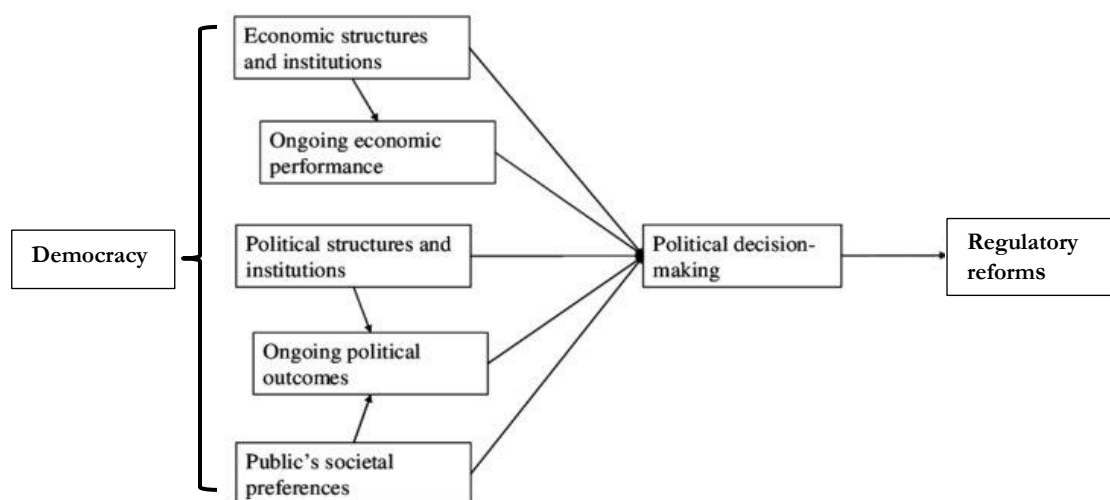 Economic structures
and institutions
Ongoing economic
performance
Democracy
Political structures and
institutions
Political decision-
making
Regulatory
reforms
Ongoing political
outcomes
Public's societal
preferences